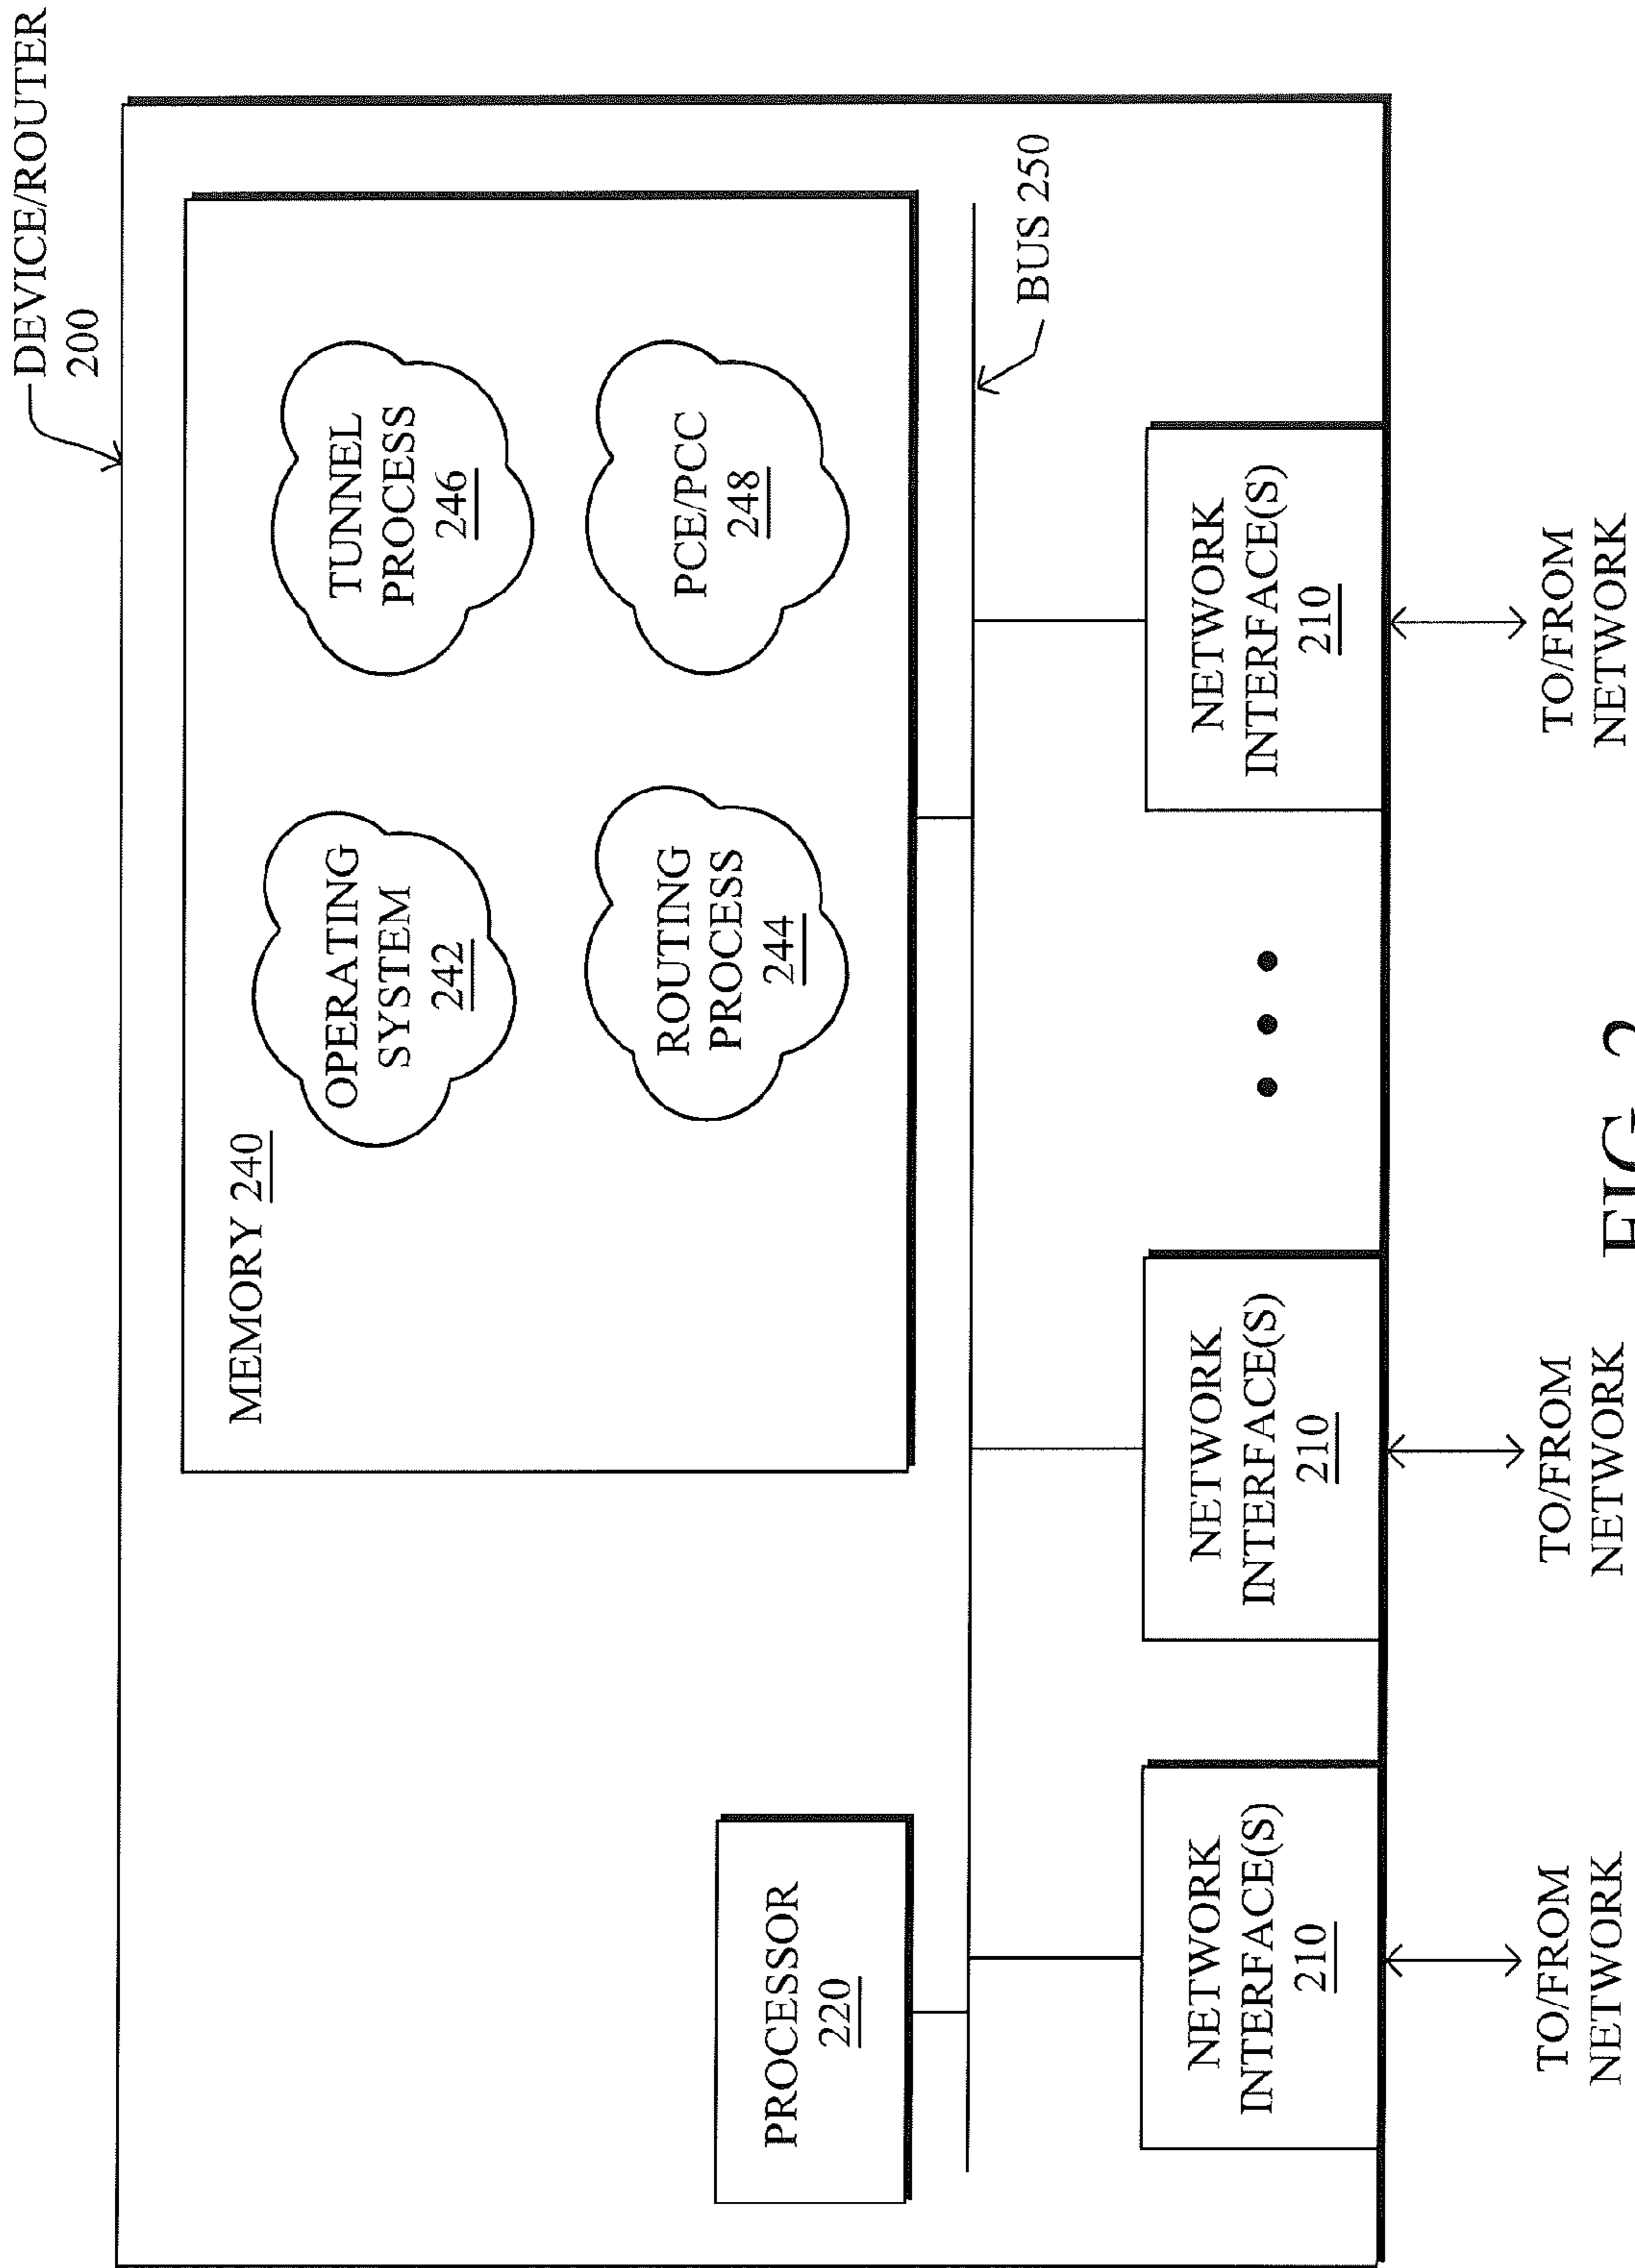 DEVICE/ROUTER
200
MEMORY 240
OPERATING
SYSTEM
242
TUNNEL
PROCESS
246
ROUTING
PROCESS
244
PCE/PCC
248
PROCESSOR
220
BUS 250
NETWORK
INTERFACE(S)
210
NETWORK
INTERFACE(S)
210
NETWORK
INTERFACE(S)
210
TO/FROM
NETWORK
TO/FROM
NETWORK
TO/FROM
NETWORK
FIG. 2